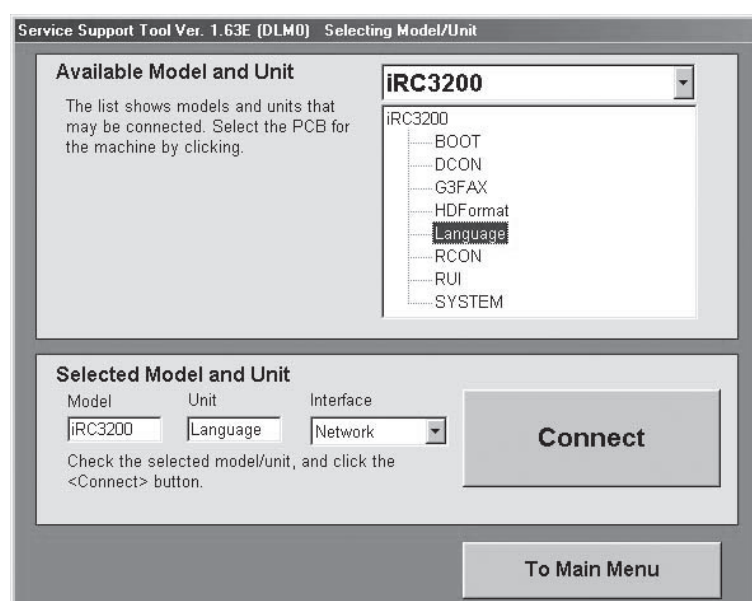 Service Support Tool Ver. 1.63E (DLM0) Selecting Model/Unit
Available Model and Unit
The list shows models and units that
may be connected. Select the PCB for
the machine by clicking.
iRC3200
iRC3200
BOOT
DCON
G3FAX
HDFormat
Language
RCON
RUI
SYSTEM
Selected Model and Unit
Model Unit Interface
iRC3200 Language Network
Check the selected model/unit, and click the
<Connect> button.
Connect
To Main Menu